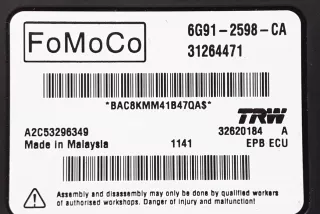 FoMoCo
6G91-2598-CA
31264471
*BAC8KMM41B47QA$*
TRW
A2C53296349
32620184 A
Made in Malaysia 1141 EPB ECU
Assembly and disassembly may only be done by qualified workers
of authorised workshops. Danger of injury and malfunction!